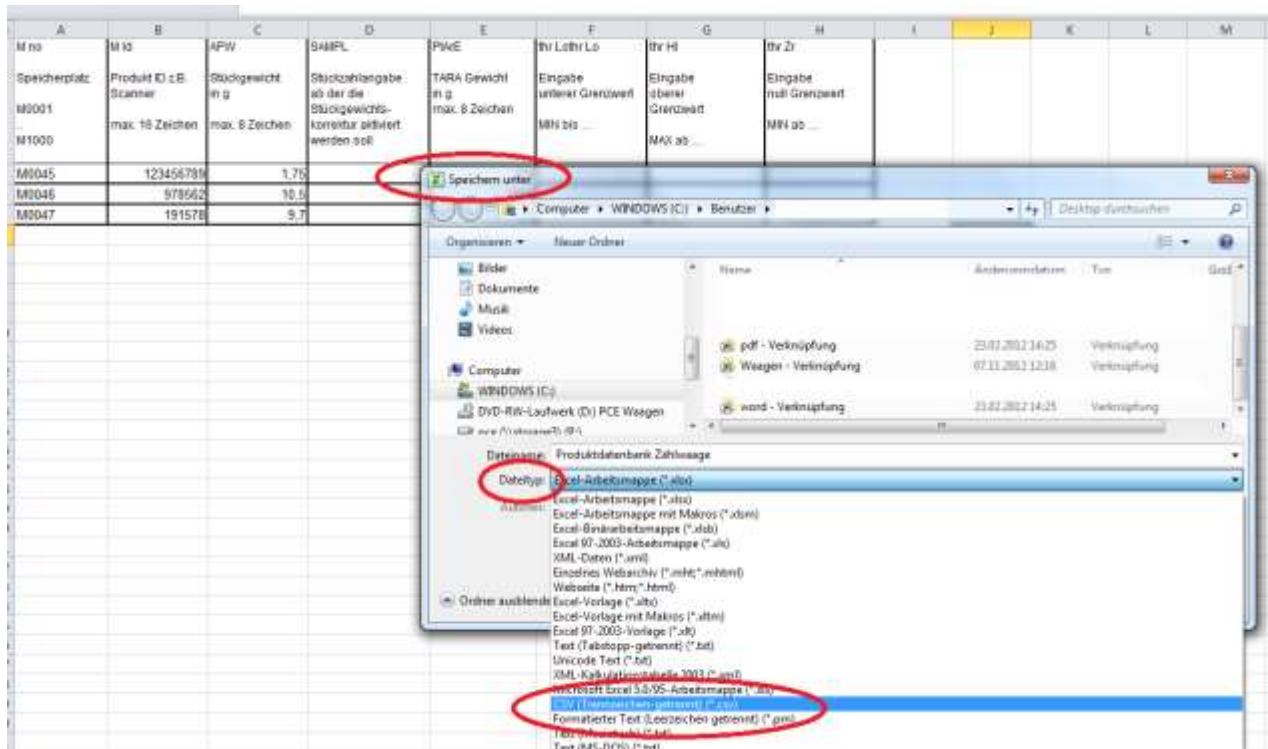 A B C D E F G H I J K L M
M no M Id APW SAMPL PWrE thr Lothr Lo thr HI thr Zr
Speicherplatz Produkt ID z.B. Stückgewicht Stückzahlangabe TARA Gewicht Eingabe Eingabe Eingabe
Scanner in g ab der die in g unterer Grenzwert oberer null Grenzwert
M0001 Stückgewichts- max. 8 Zeichen Grenzwert
... max. 16 Zeichen max. 8 Zeichen korrektur aktiviert MIN bis ... MIN ab ...
M1000 werden soll MAX ab ...
M0045 123456789 1,75
M0046 978562 10,5
M0047 191578 9,7
Speichern unter
Computer WINDOWS (C:) Benutzer Desktop durchsuchen
Organisieren Neuer Ordner
Bilder Name Änderungsdatum Typ
Dokumente
Musik
Videos
pdf - Verknüpfung 23.02.2012 14:25 Verknüpfung
Computer Waagen - Verknüpfung 07.11.2012 12:18 Verknüpfung
WINDOWS (C:)
DVD-RW-Laufwerk (D:) PCE Waagen word - Verknüpfung 23.02.2012 14:25 Verknüpfung
Dateiname: Produktdatenbank Zählwaage
Dateityp: Excel-Arbeitsmappe (*.xlsx)
Excel-Arbeitsmappe (*.xlsx)
Autoren: Excel-Arbeitsmappe mit Makros (*.xlsm)
Excel-Binärarbeitsmappe (*.xlsb)
Excel 97-2003-Arbeitsmappe (*.xls)
XML-Daten (*.xml)
Einzelnes Webarchiv (*.mht;*.mhtml)
Webseite (*.htm;*.html)
Ordner ausblenden Excel-Vorlage (*.xltx)
Excel-Vorlage mit Makros (*.xltm)
Excel 97-2003-Vorlage (*.xlt)
Text (Tabstopp-getrennt) (*.txt)
Unicode Text (*.txt)
XML-Kalkulationstabelle 2003 (*.xml)
Microsoft Excel 5.0/95-Arbeitsmappe (*.xls)
CSV (Trennzeichen-getrennt) (*.csv)
Formatierter Text (Leerzeichen getrennt) (*.prn)
Text (Macintosh) (*.txt)
Text (MS-DOS) (*.txt)